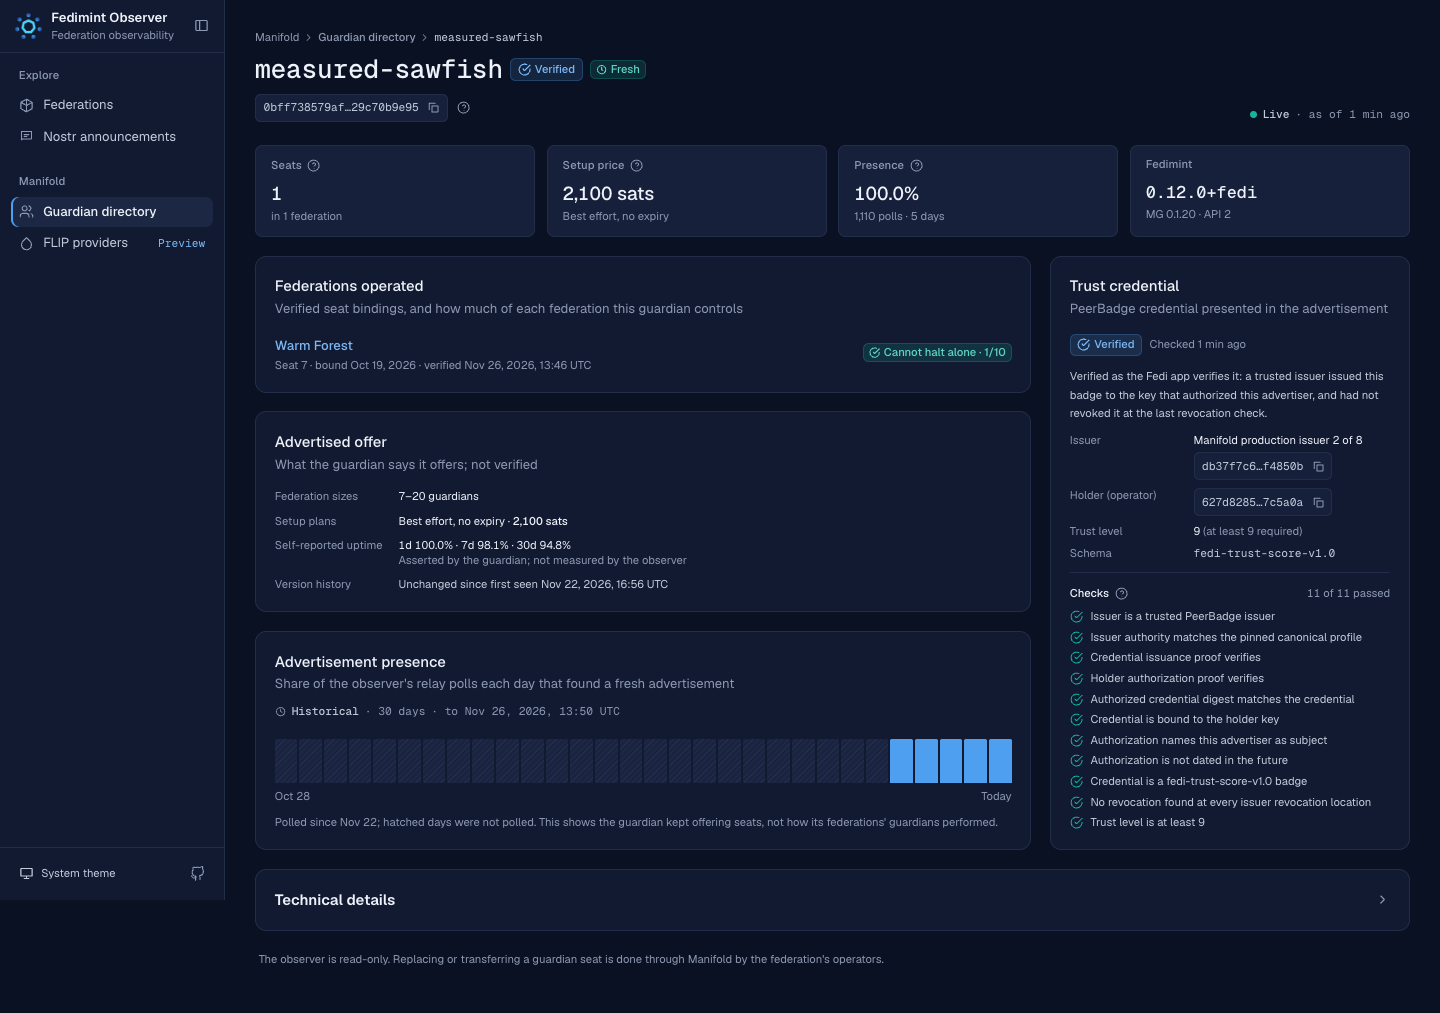 Fedimint Observer
Federation observability
Explore
Federations
Nostr announcements
Manifold
Guardian directory
FLIP providers Preview
System theme
Manifold > Guardian directory > measured-sawfish
measured-sawfish Verified Fresh
0bff738579af…29c70b9e95
Live · as of 1 min ago
Seats
1
in 1 federation
Setup price
2,100 sats
Best effort, no expiry
Presence
100.0%
1,110 polls · 5 days
Fedimint
0.12.0+fedi
MG 0.1.20 · API 2
Federations operated
Verified seat bindings, and how much of each federation this guardian controls
Warm Forest
Seat 7 · bound Oct 19, 2026 · verified Nov 26, 2026, 13:46 UTC
Cannot halt alone · 1/10
Advertised offer
What the guardian says it offers; not verified
Federation sizes 7–20 guardians
Setup plans Best effort, no expiry · 2,100 sats
Self-reported uptime 1d 100.0% · 7d 98.1% · 30d 94.8%
Asserted by the guardian; not measured by the observer
Version history Unchanged since first seen Nov 22, 2026, 16:56 UTC
Advertisement presence
Share of the observer's relay polls each day that found a fresh advertisement
Historical · 30 days · to Nov 26, 2026, 13:50 UTC
Oct 28 Today
Polled since Nov 22; hatched days were not polled. This shows the guardian kept offering seats, not how its federations' guardians performed.
Trust credential
PeerBadge credential presented in the advertisement
Verified Checked 1 min ago
Verified as the Fedi app verifies it: a trusted issuer issued this
badge to the key that authorized this advertiser, and had not
revoked it at the last revocation check.
Issuer Manifold production issuer 2 of 8
db37f7c6…f4850b
Holder (operator) 627d8285…7c5a0a
Trust level 9 (at least 9 required)
Schema fedi-trust-score-v1.0
Checks 11 of 11 passed
Issuer is a trusted PeerBadge issuer
Issuer authority matches the pinned canonical profile
Credential issuance proof verifies
Holder authorization proof verifies
Authorized credential digest matches the credential
Credential is bound to the holder key
Authorization names this advertiser as subject
Authorization is not dated in the future
Credential is a fedi-trust-score-v1.0 badge
No revocation found at every issuer revocation location
Trust level is at least 9
Technical details
The observer is read-only. Replacing or transferring a guardian seat is done through Manifold by the federation's operators.